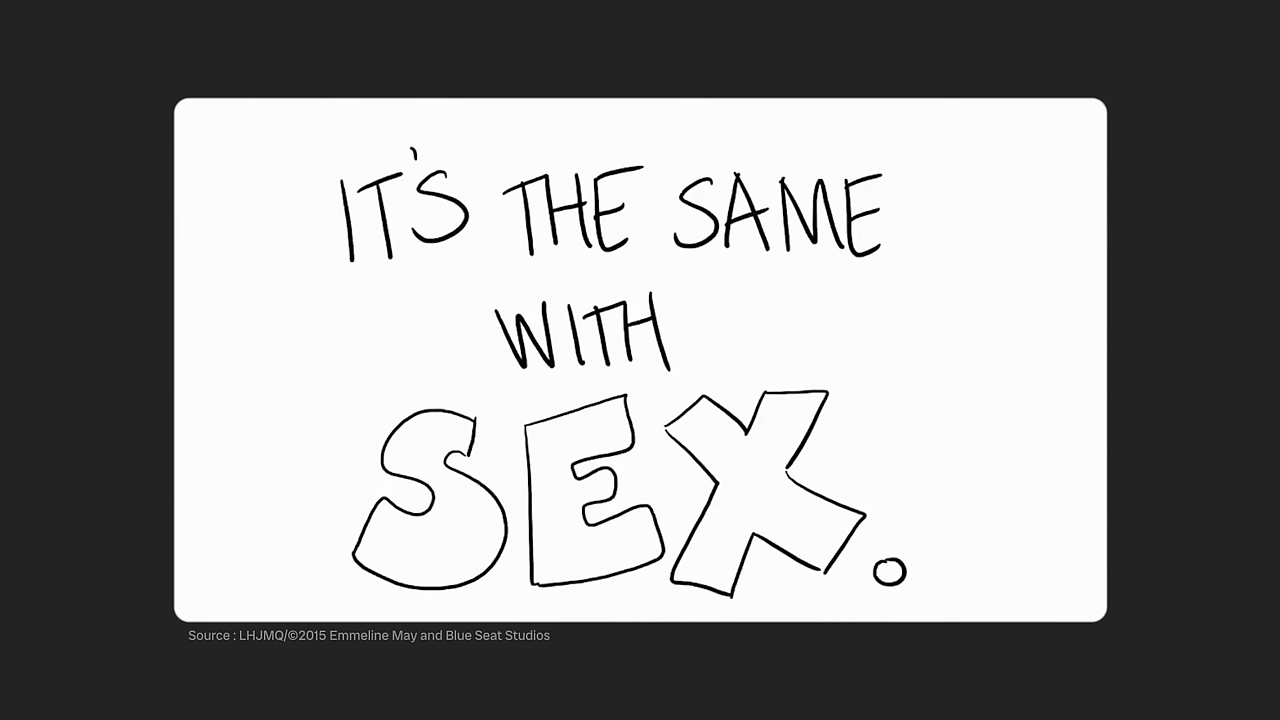 IT'S THE SAME
WITH
SEX.
Source : LHJMQ/©2015 Emmeline May and Blue Seat Studios